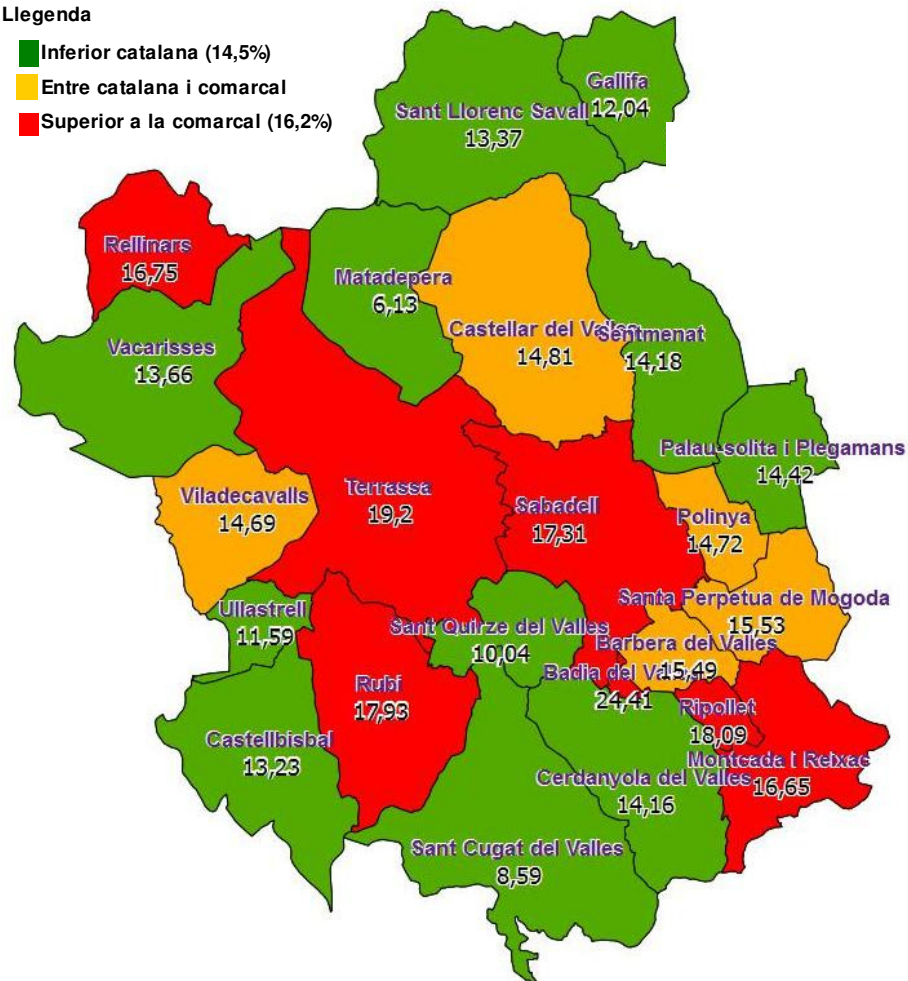 Llegenda
Inferior catalana (14,5%)
Entre catalana i comarcal
Superior a la comarcal (16,2%)
Gallifa
12,04
Sant Llorenc Savall
13,37
Rellinars
16,75
Matadepera
6,13
Castellar del Valles
14,81
Sentmenat
14,18
Vacarisses
13,66
Palau-solita i Plegamans
14,42
Viladecavalls
14,69
Terrassa
19,2
Sabadell
17,31
Polinya
14,72
Ullastrell
11,59
Santa Perpetua de Mogoda
15,53
Sant Quirze del Valles
10,04
Barbera del Valles
15,49
Badia del Valles
24,41
Rubi
17,93
Ripollet
18,09
Castellbisbal
13,23
Montcada i Reixac
16,65
Cerdanyola del Valles
14,16
Sant Cugat del Valles
8,59